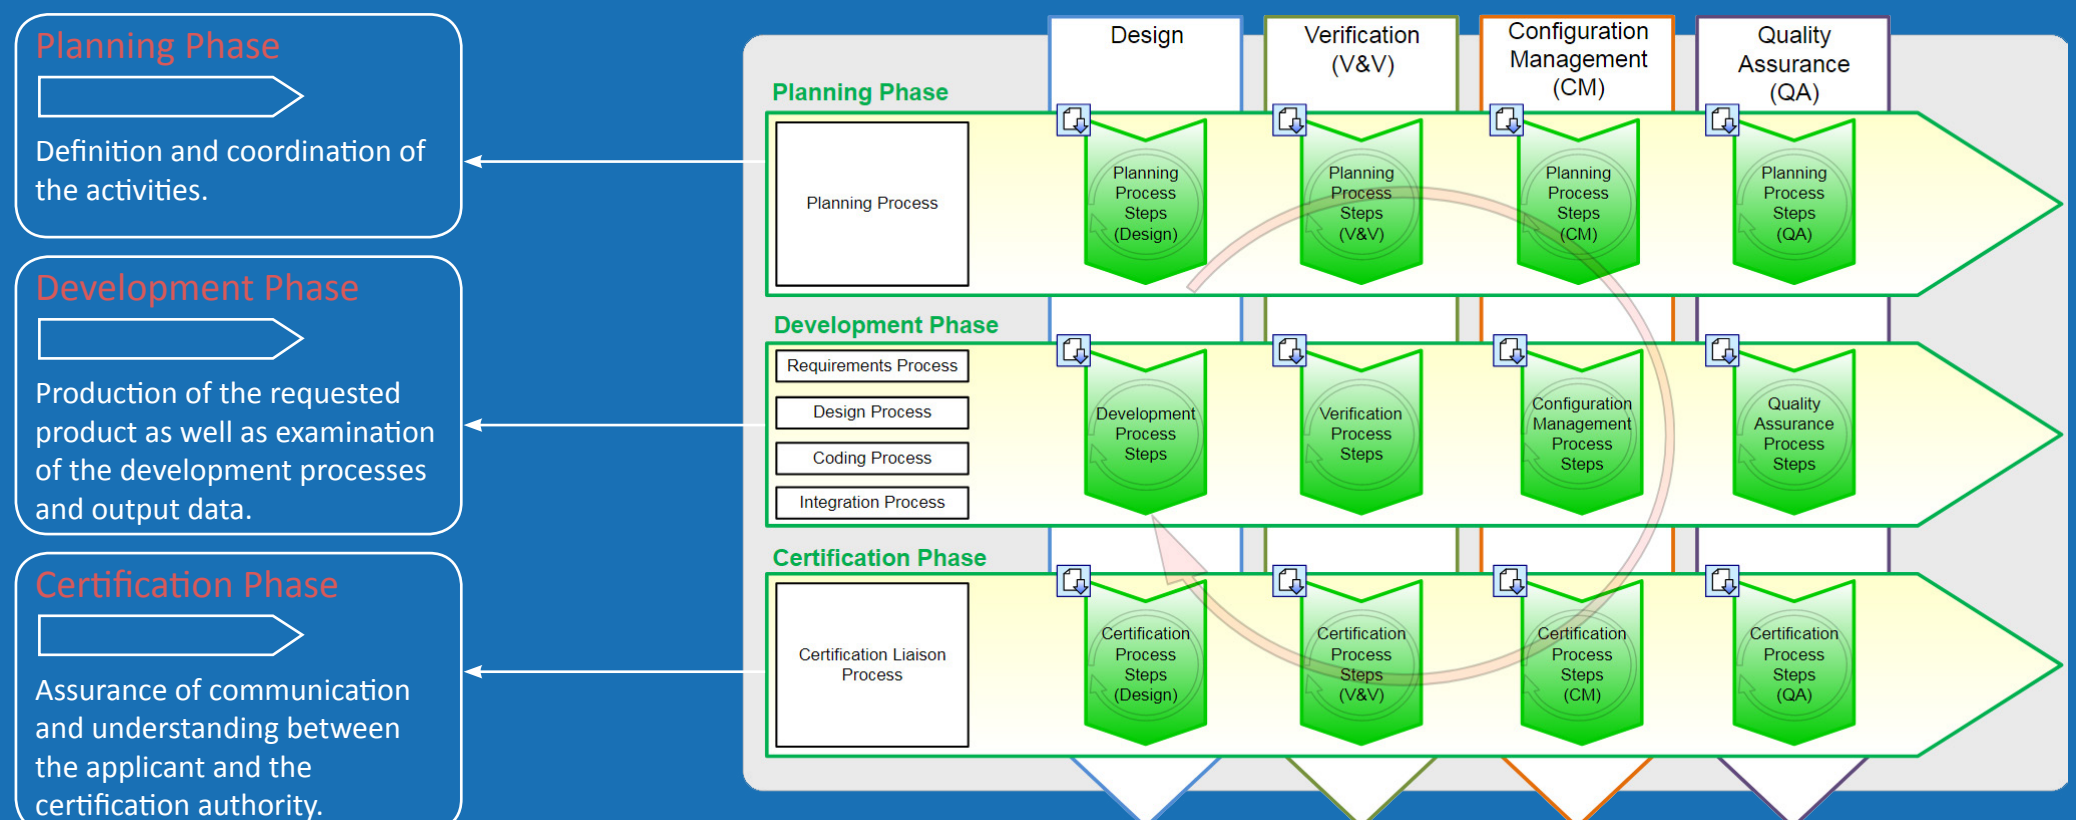 Planning Phase
Definition and coordination of
the activities.
Development Phase
Production of the requested
product as well as examination
of the development processes
and output data.
Certification Phase
Assurance of communication
and understanding between
the applicant and the
certification authority.
Design
Verification
(V&V)
Configuration
Management
(CM)
Quality
Assurance
(QA)
Planning Phase
Planning Process
Planning
Process
Steps
(Design)
Planning
Process
Steps
(V&V)
Planning
Process
Steps
(CM)
Planning
Process
Steps
(QA)
Development Phase
Requirements Process
Design Process
Coding Process
Integration Process
Development
Process
Steps
Verification
Process
Steps
Configuration
Management
Process
Steps
Quality
Assurance
Process
Steps
Certification Phase
Certification Liaison
Process
Certification
Process
Steps
(Design)
Certification
Process
Steps
(V&V)
Certification
Process
Steps
(CM)
Certification
Process
Steps
(QA)